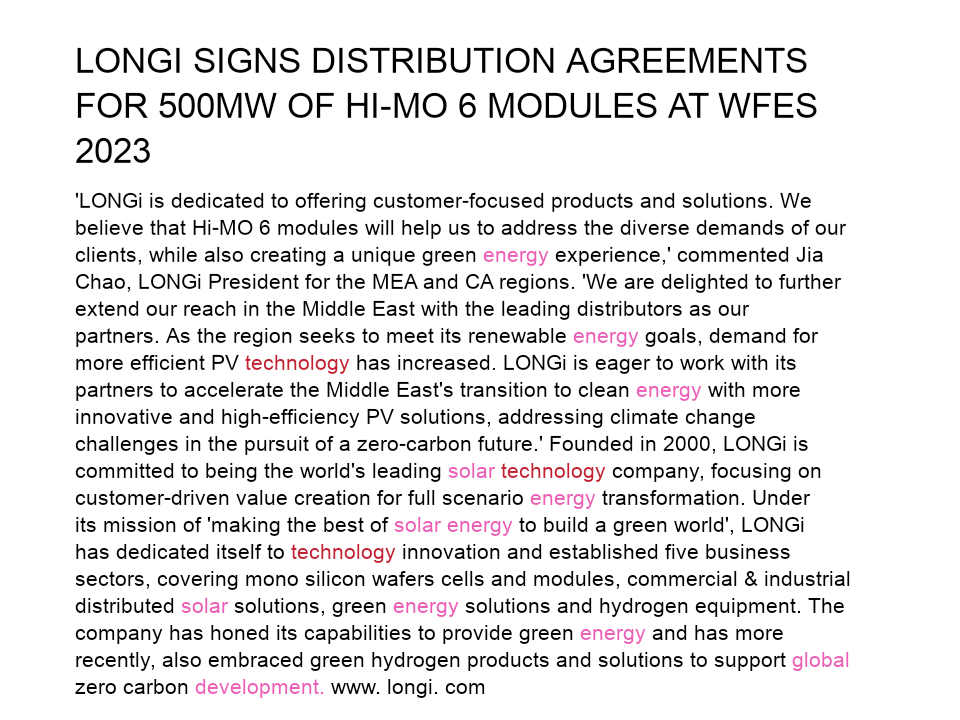 LONGI SIGNS DISTRIBUTION AGREEMENTS
FOR 500MW OF HI-MO 6 MODULES AT WFES
2023
'LONGi is dedicated to offering customer-focused products and solutions. We
believe that Hi-MO 6 modules will help us to address the diverse demands of our
clients, while also creating a unique green energy experience,' commented Jia
Chao, LONGi President for the MEA and CA regions. 'We are delighted to further
extend our reach in the Middle East with the leading distributors as our
partners. As the region seeks to meet its renewable energy goals, demand for
more efficient PV technology has increased. LONGi is eager to work with its
partners to accelerate the Middle East's transition to clean energy with more
innovative and high-efficiency PV solutions, addressing climate change
challenges in the pursuit of a zero-carbon future.' Founded in 2000, LONGi is
committed to being the world's leading solar technology company, focusing on
customer-driven value creation for full scenario energy transformation. Under
its mission of 'making the best of solar energy to build a green world', LONGi
has dedicated itself to technology innovation and established five business
sectors, covering mono silicon wafers cells and modules, commercial & industrial
distributed solar solutions, green energy solutions and hydrogen equipment. The
company has honed its capabilities to provide green energy and has more
recently, also embraced green hydrogen products and solutions to support global
zero carbon development. www. longi. com